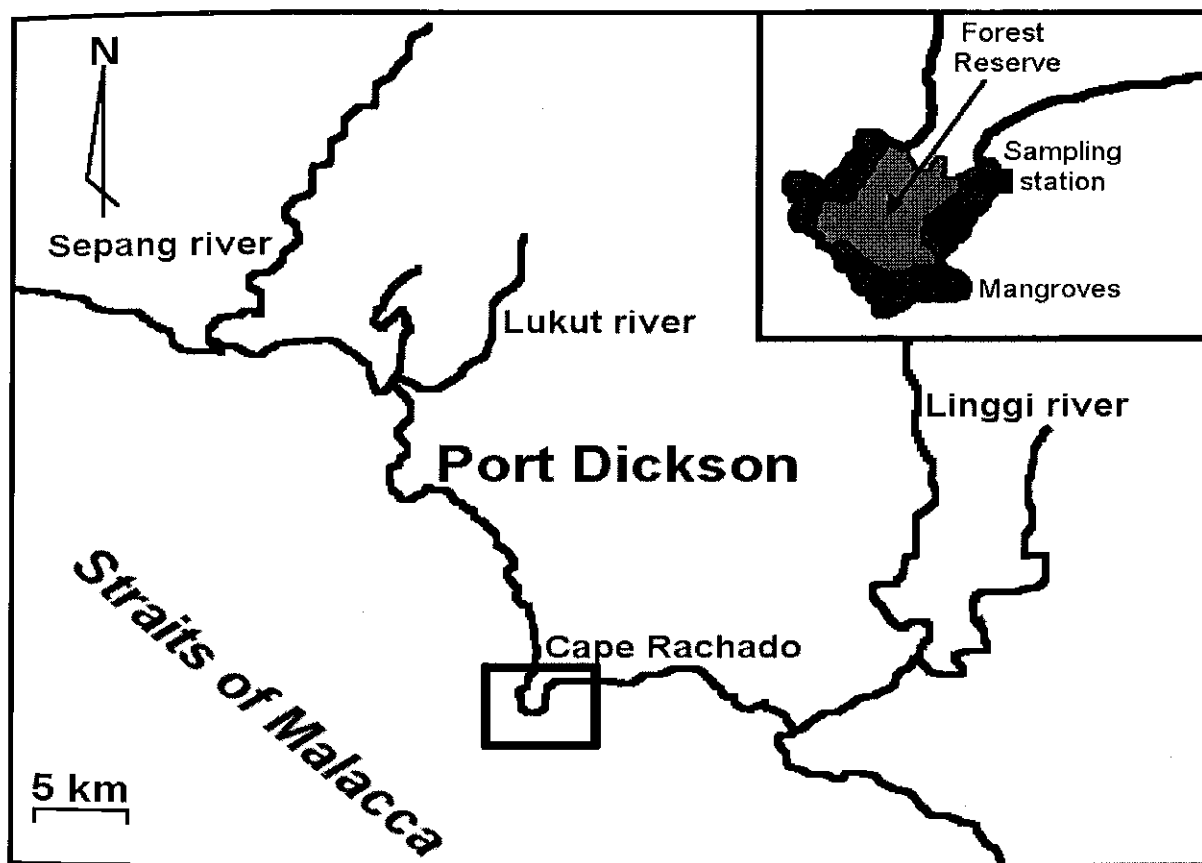 N
Sepang river
Lukut river
Port Dickson
Linggi river
Cape Rachado
Straits of Malacca
5 km
Forest
Reserve
Sampling
station
Mangroves